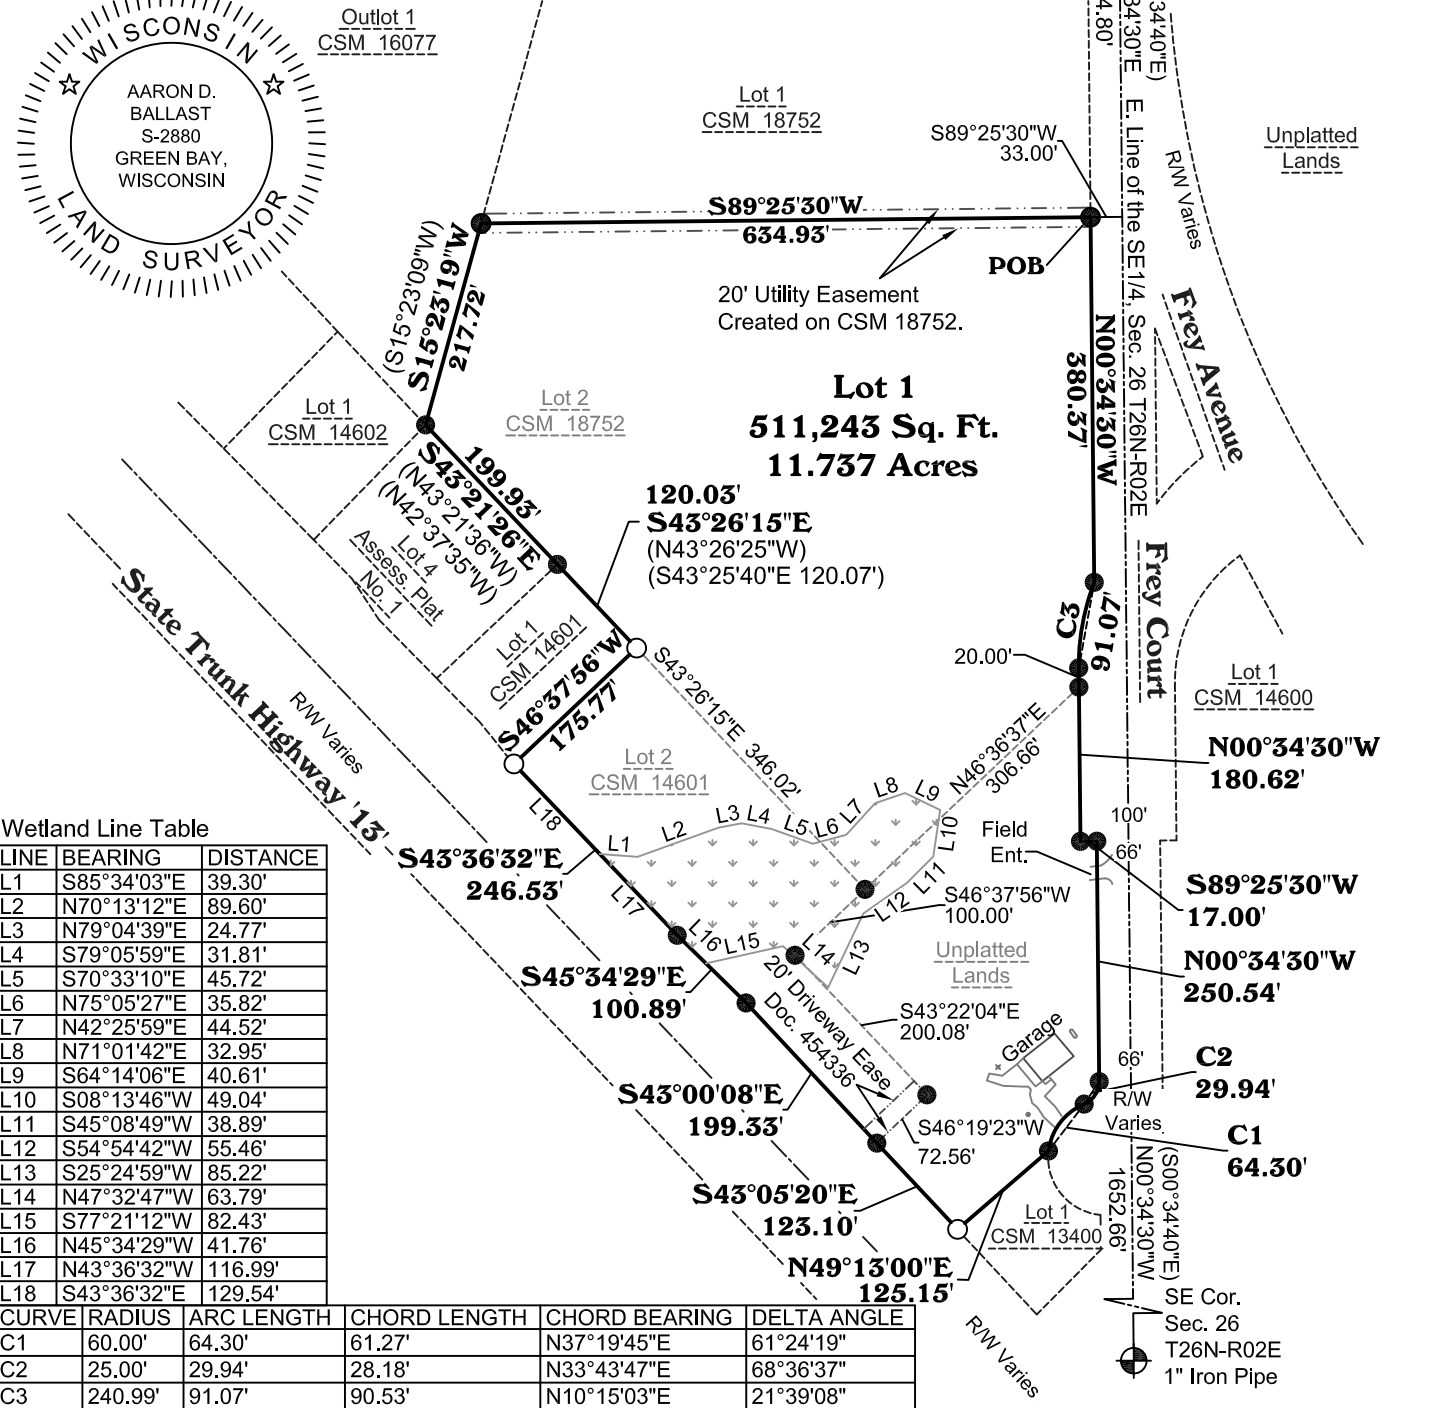 WISCONSIN
AARON D.
BALLAST
S-2880
GREEN BAY,
WISCONSIN
LAND SURVEYOR
Outlot 1
CSM 16077
Lot 1
CSM 18752
S89°25'30"W
33.00'
4.80'
34'30"E
34'40"E)
E. Line of the SE1/4, Sec. 26 T26N-R02E
R/W Varies
Unplatted
Lands
S89°25'30"W
634.93'
POB
20' Utility Easement
Created on CSM 18752.
(S15°23'09"W)
S15°23'19"W
217.72'
Lot 1
CSM 14602
Lot 2
CSM 18752
Lot 1
511,243 Sq. Ft.
11.737 Acres
N00°34'30"W
380.37'
Frey Avenue
199.93'
S43°21'26"E
(N43°21'36"W)
(N42°37'35"W)
Lot 4
Assess. Plat
No. 1
120.03'
S43°26'15"E
(N43°26'25"W)
(S43°25'40"E 120.07')
C3
91.07'
Frey Court
State Trunk Highway '13'
R/W Varies
Lot 1
CSM 14601
S46°37'56"W
175.77'
S43°26'15"E 346.02'
20.00'
N46°36'37"E
306.66'
Lot 1
CSM 14600
N00°34'30"W
180.62'
Lot 2
CSM 14601
L18
L1
L2
L3
L4
L5
L6
L7
L8
L9
L10
L11
L12
L13
L14
L15
L16
L17
Field
Ent.
100'
66'
S43°36'32"E
246.53'
S46°37'56"W
100.00'
S89°25'30"W
17.00'
Unplatted
Lands
N00°34'30"W
250.54'
S45°34'29"E
100.89'
20' Driveway Ease
Doc. 454336
S43°22'04"E
200.08'
Garage
66'
C2
29.94'
R/W
Varies
S43°00'08"E
199.33'
S46°19'23"W
72.56'
C1
64.30'
S43°05'20"E
123.10'
Lot 1
CSM 13400
1652.66'
N00°34'30"W
(S00°34'40"E)
N49°13'00"E
125.15'
R/W Varies
SE Cor.
Sec. 26
T26N-R02E
1" Iron Pipe
Wetland Line Table
LINE BEARING DISTANCE
L1 S85°34'03"E 39.30'
L2 N70°13'12"E 89.60'
L3 N79°04'39"E 24.77'
L4 S79°05'59"E 31.81'
L5 S70°33'10"E 45.72'
L6 N75°05'27"E 35.82'
L7 N42°25'59"E 44.52'
L8 N71°01'42"E 32.95'
L9 S64°14'06"E 40.61'
L10 S08°13'46"W 49.04'
L11 S45°08'49"W 38.89'
L12 S54°54'42"W 55.46'
L13 S25°24'59"W 85.22'
L14 N47°32'47"W 63.79'
L15 S77°21'12"W 82.43'
L16 N45°34'29"W 41.76'
L17 N43°36'32"W 116.99'
L18 S43°36'32"E 129.54'
CURVE RADIUS ARC LENGTH CHORD LENGTH CHORD BEARING DELTA ANGLE
C1 60.00' 64.30' 61.27' N37°19'45"E 61°24'19"
C2 25.00' 29.94' 28.18' N33°43'47"E 68°36'37"
C3 240.99' 91.07' 90.53' N10°15'03"E 21°39'08"